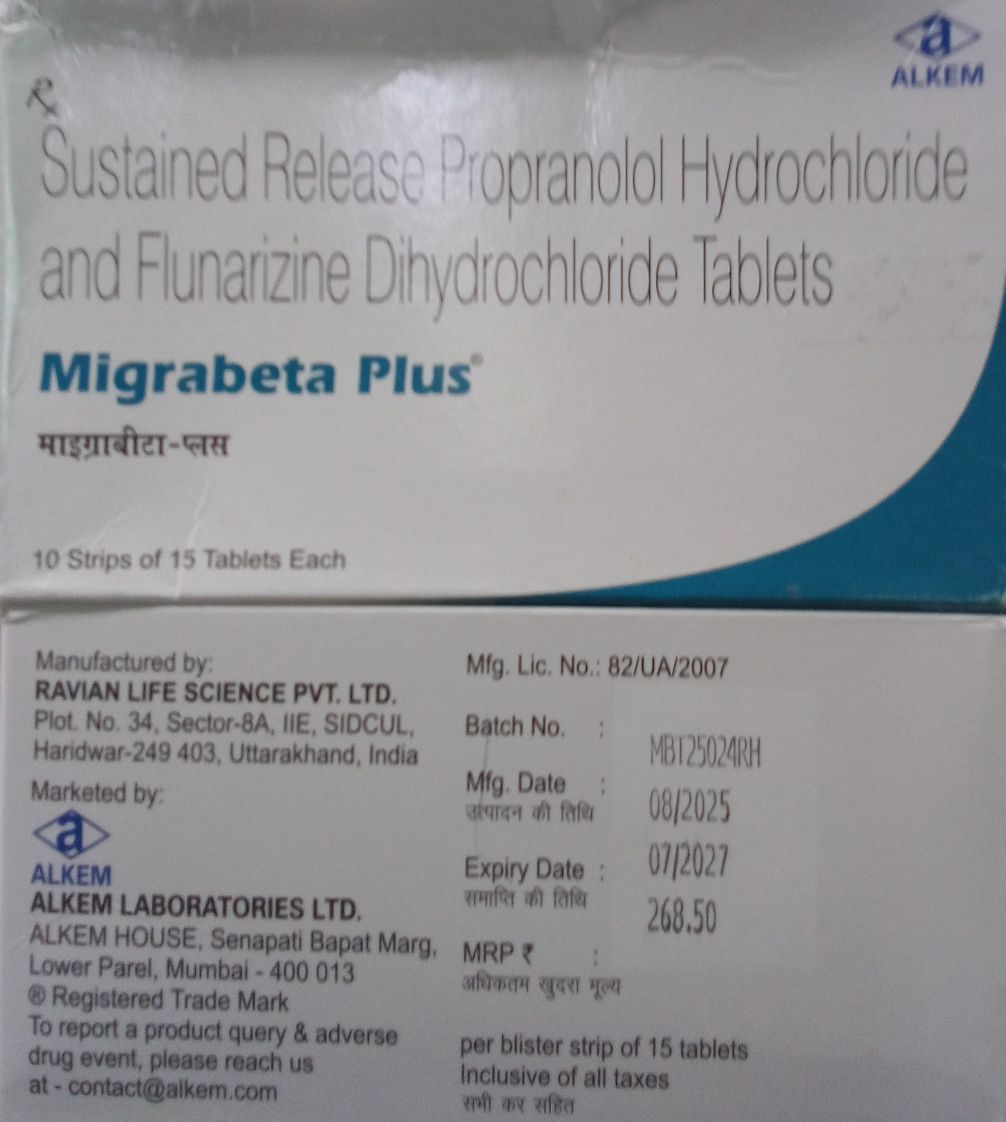 a
ALKEM
Rx
Sustained Release Propranolol Hydrochloride
and Flunarizine Dihydrochloride Tablets
Migrabeta Plus®
माइग्राबीटा-प्लस
10 Strips of 15 Tablets Each
Manufactured by:
RAVIAN LIFE SCIENCE PVT. LTD.
Plot. No. 34, Sector-8A, IIE, SIDCUL,
Haridwar-249 403, Uttarakhand, India
Marketed by:
a
ALKEM
ALKEM LABORATORIES LTD.
ALKEM HOUSE, Senapati Bapat Marg,
Lower Parel, Mumbai - 400 013
® Registered Trade Mark
To report a product query & adverse
drug event, please reach us
at - contact@alkem.com
Mfg. Lic. No.: 82/UA/2007
Batch No. : MBT25024RH
Mfg. Date : 08/2025
उत्पादन की तिथि
Expiry Date : 07/2027
समाप्ति की तिथि
MRP ₹ : 268.50
अधिकतम खुदरा मूल्य
per blister strip of 15 tablets
Inclusive of all taxes
सभी कर सहित